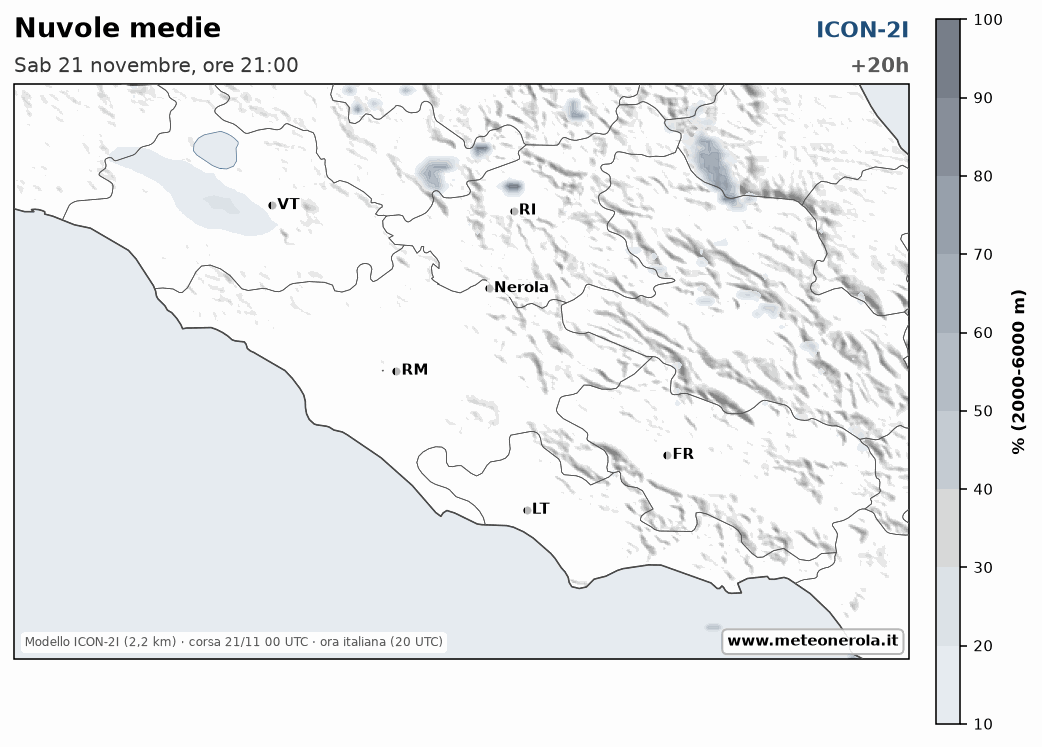 Nuvole medie
ICON-2I
Sab 21 novembre, ore 21:00
+20h
VT
RI
Nerola
RM
FR
LT
Modello ICON-2I (2,2 km) · corsa 21/11 00 UTC · ora italiana (20 UTC)
www.meteonerola.it
100
90
80
70
60
50
40
30
20
10
% (2000-6000 m)